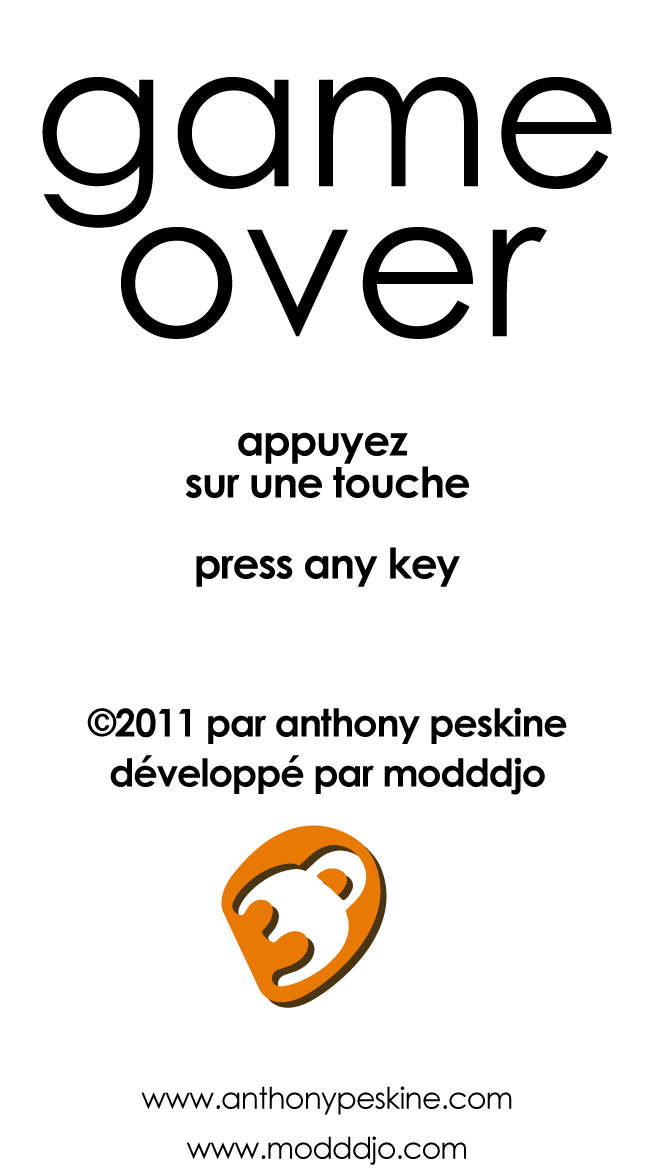 game
over
appuyez
sur une touche
press any key
©2011 par anthony peskine
développé par modddjo
www.anthonypeskine.com
www.modddjo.com